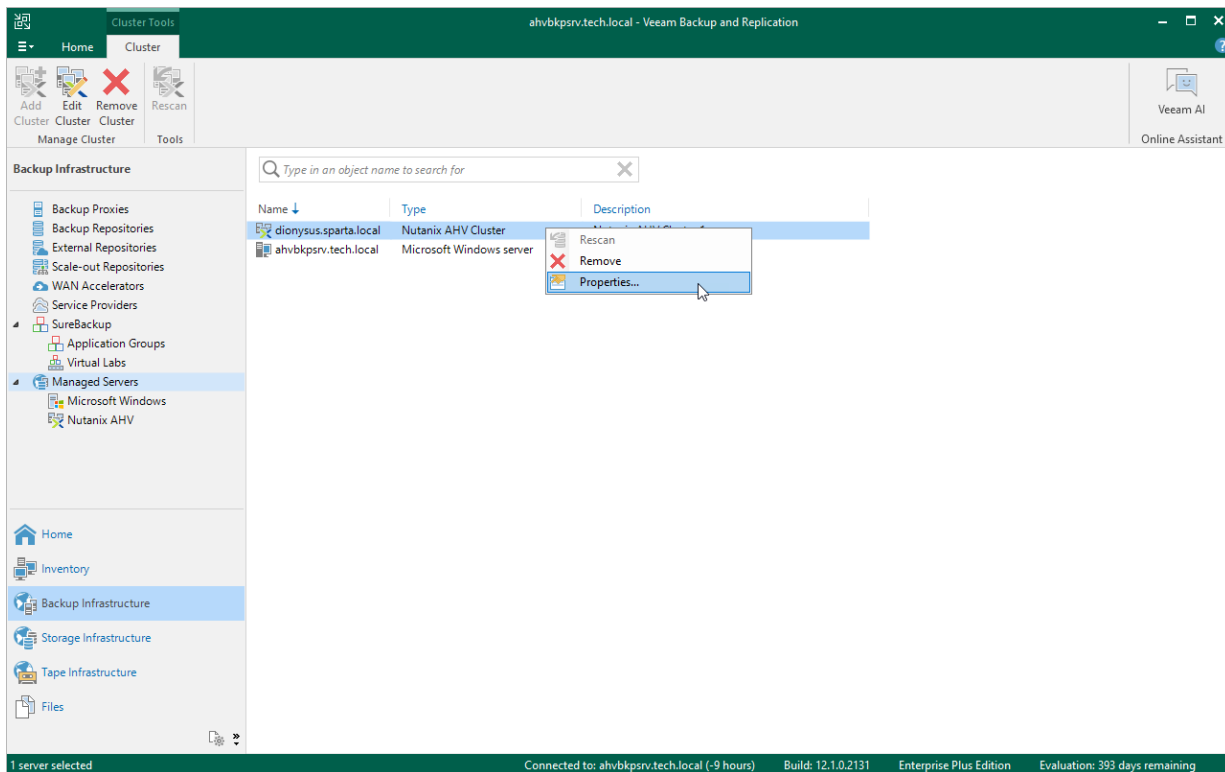 Cluster Tools
ahvbkpsrv.tech.local - Veeam Backup and Replication
Home Cluster
Add Cluster
Edit Cluster
Remove Cluster
Rescan
Manage Cluster
Tools
Veeam AI
Online Assistant
Backup Infrastructure
Backup Proxies
Backup Repositories
External Repositories
Scale-out Repositories
WAN Accelerators
Service Providers
SureBackup
Application Groups
Virtual Labs
Managed Servers
Microsoft Windows
Nutanix AHV
Home
Inventory
Backup Infrastructure
Storage Infrastructure
Tape Infrastructure
Files
Type in an object name to search for
Name Type Description
dionysus.sparta.local Nutanix AHV Cluster
ahvbkpsrv.tech.local Microsoft Windows server
Rescan
Remove
Properties...
1 server selected Connected to: ahvbkpsrv.tech.local (-9 hours) Build: 12.1.0.2131 Enterprise Plus Edition Evaluation: 393 days remaining